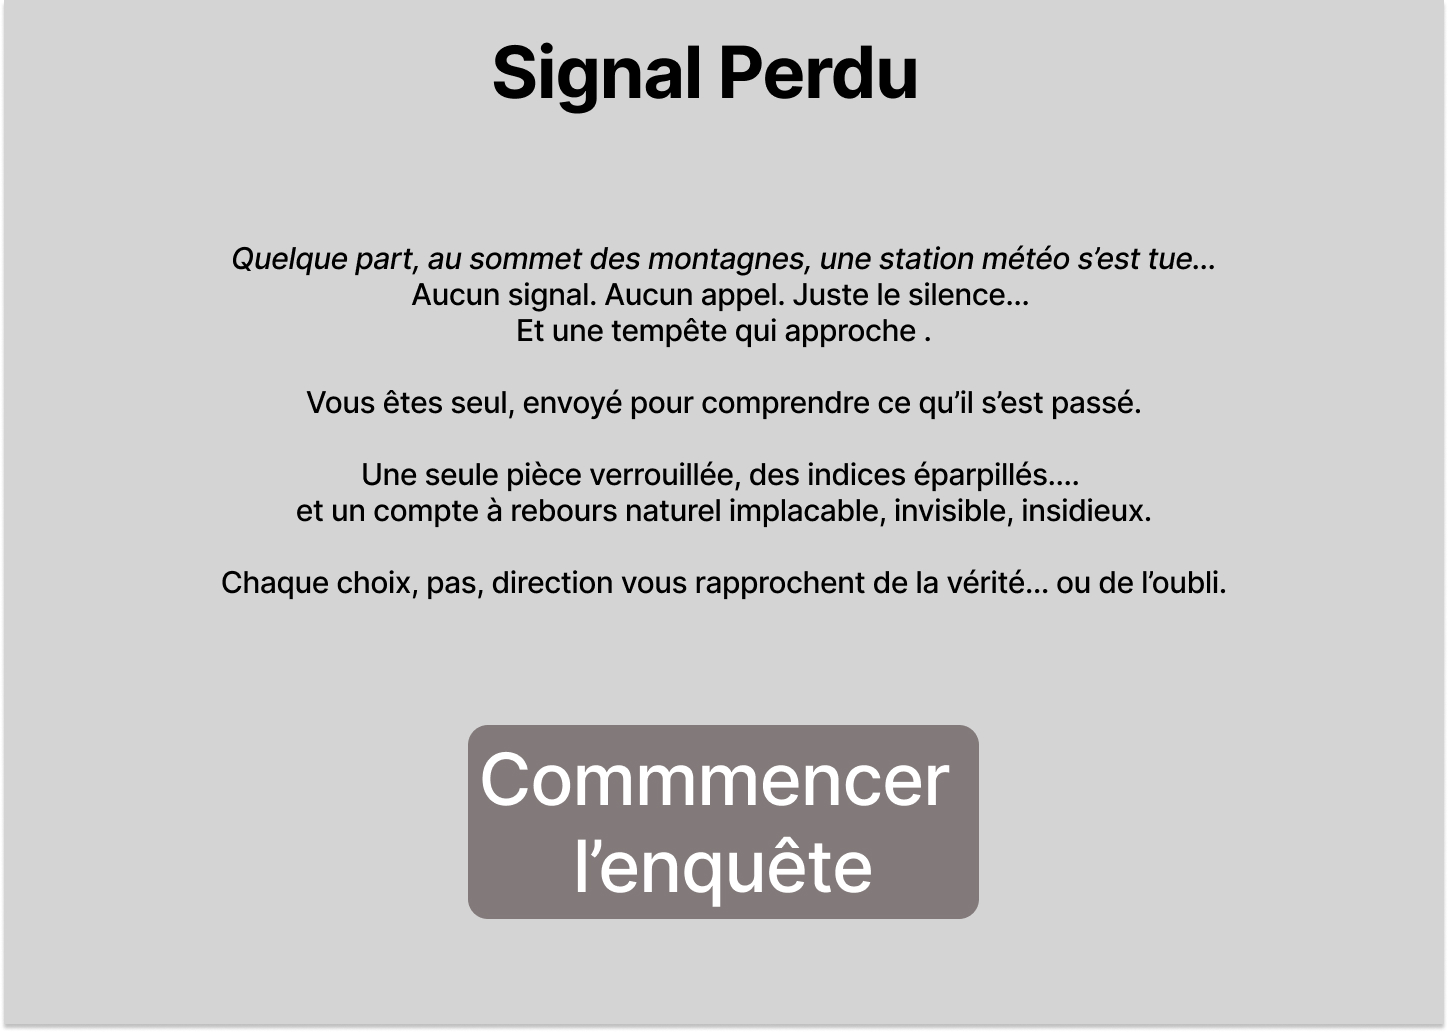 Signal Perdu
Quelque part, au sommet des montagnes, une station météo s’est tue...
Aucun signal. Aucun appel. Juste le silence...
Et une tempête qui approche .
Vous êtes seul, envoyé pour comprendre ce qu’il s’est passé.
Une seule pièce verrouillée, des indices éparpillés....
et un compte à rebours naturel implacable, invisible, insidieux.
Chaque choix, pas, direction vous rapprochent de la vérité... ou de l’oubli.
Commmencer
l’enquête